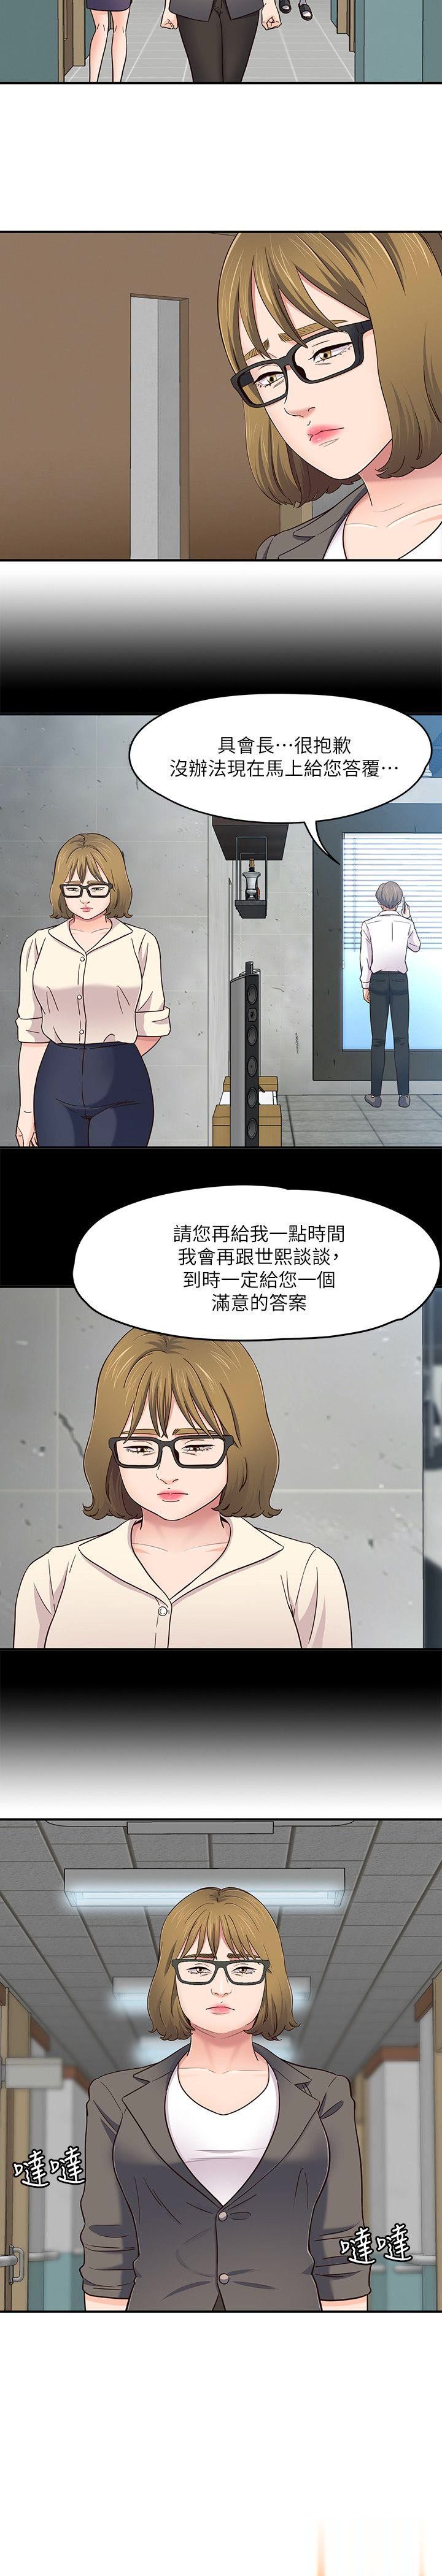 具會長⋯很抱歉
沒辦法現在馬上給您答覆⋯
請您再給我一點時間
我會再跟世熙談談，
到時一定給您一個
滿意的答案
噠噠
噠噠